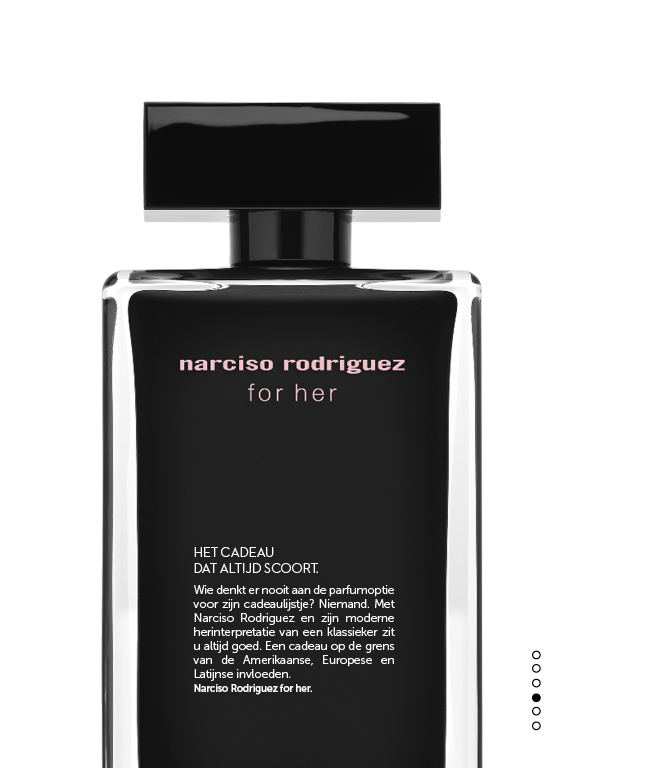 narciso rodriguez
for her
HET CADEAU
DAT ALTIJD SCOORT.
Wie denkt er nooit aan de parfumoptie
voor zijn cadeaulijstje? Niemand. Met
Narciso Rodriguez en zijn moderne
herinterpretatie van een klassieker zit
u altijd goed. Een cadeau op de grens
van de Amerikaanse, Europese en
Latijnse invloeden.
Narciso Rodriguez for her.